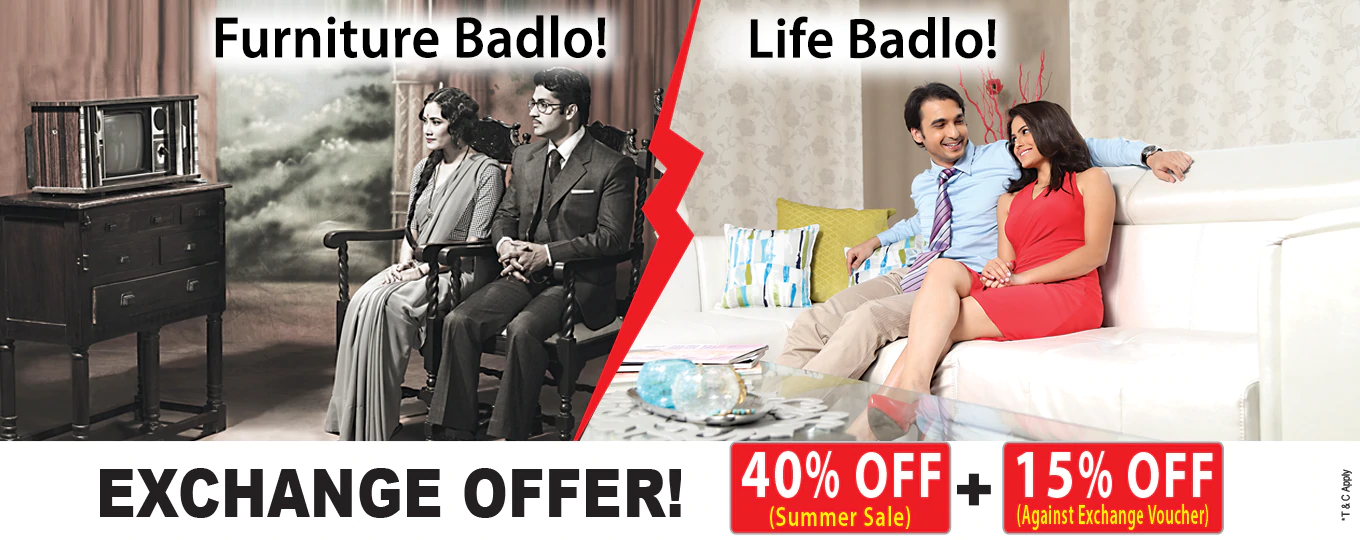 Furniture Badlo!
Life Badlo!
EXCHANGE OFFER!
40% OFF
(Summer Sale)
+
15% OFF
(Against Exchange Voucher)
*T & C Apply